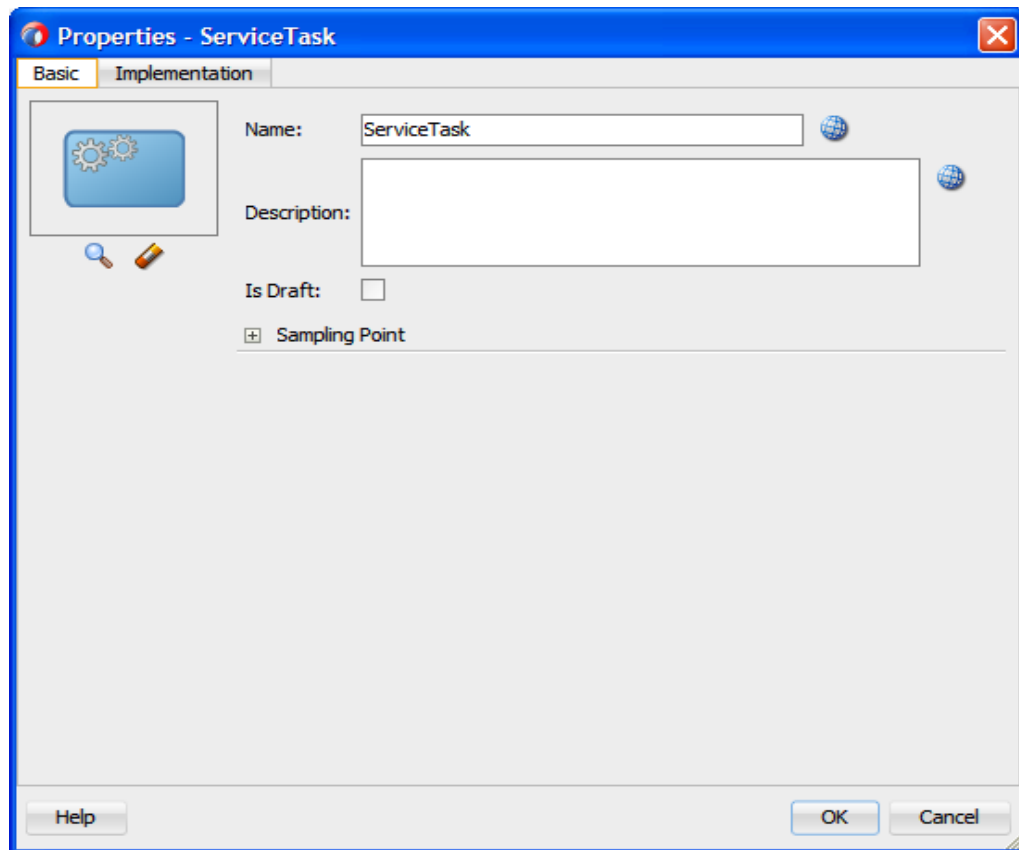 Properties - ServiceTask
Basic Implementation
Name: ServiceTask
Description:
Is Draft:
Sampling Point
Help OK Cancel